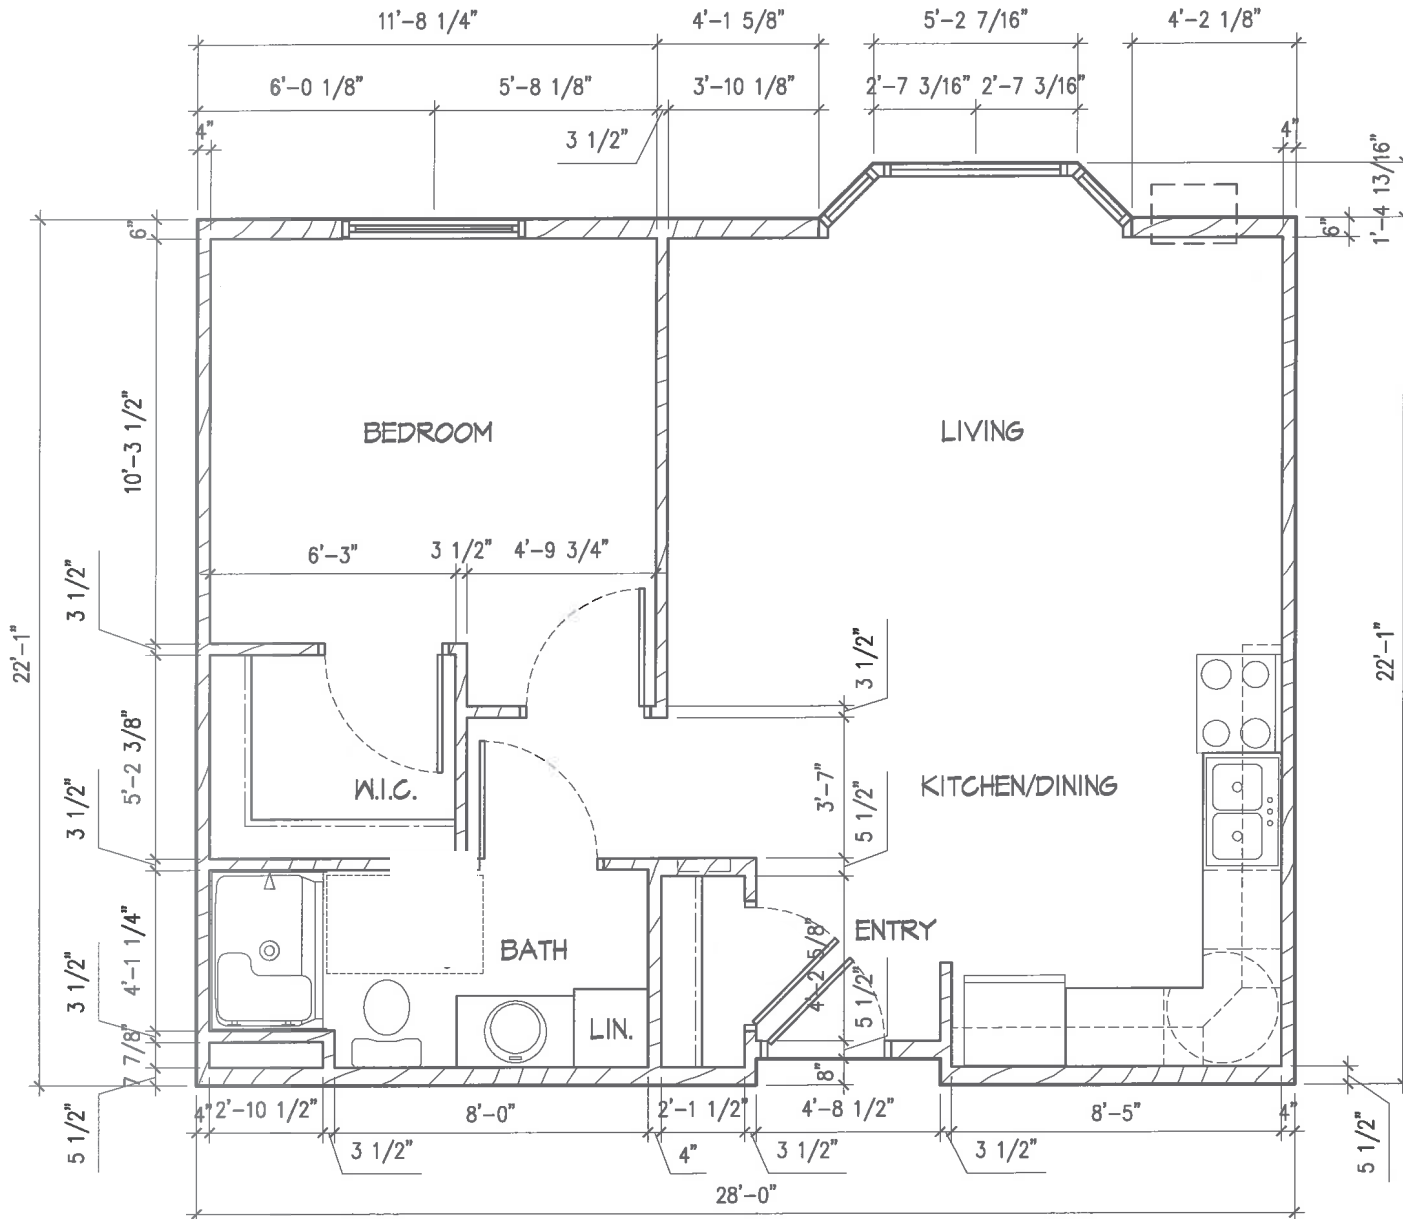 11'-8 1/4" 4'-1 5/8" 5'-2 7/16" 4'-2 1/8"
6'-0 1/8" 5'-8 1/8" 3'-10 1/8" 2'-7 3/16" 2'-7 3/16"
4" 3 1/2" 4"
1'-4 13/16"
6" 6"
10'-3 1/2"
BEDROOM LIVING
6'-3" 3 1/2" 4'-9 3/4"
3 1/2"
22'-1" 3 1/2" 22'-1"
5'-2 3/8"
3 1/2" W.I.C. 3'-7" 5 1/2" KITCHEN/DINING
4'-1 1/4" BATH 4'-2 5/8" ENTRY
3 1/2" 5 1/2"
7 7/8" LIN.
8"
5 1/2" 5 1/2"
4" 2'-10 1/2" 8'-0" 2'-1 1/2" 4'-8 1/2" 8'-5" 4"
3 1/2" 4" 3 1/2" 3 1/2"
28'-0"